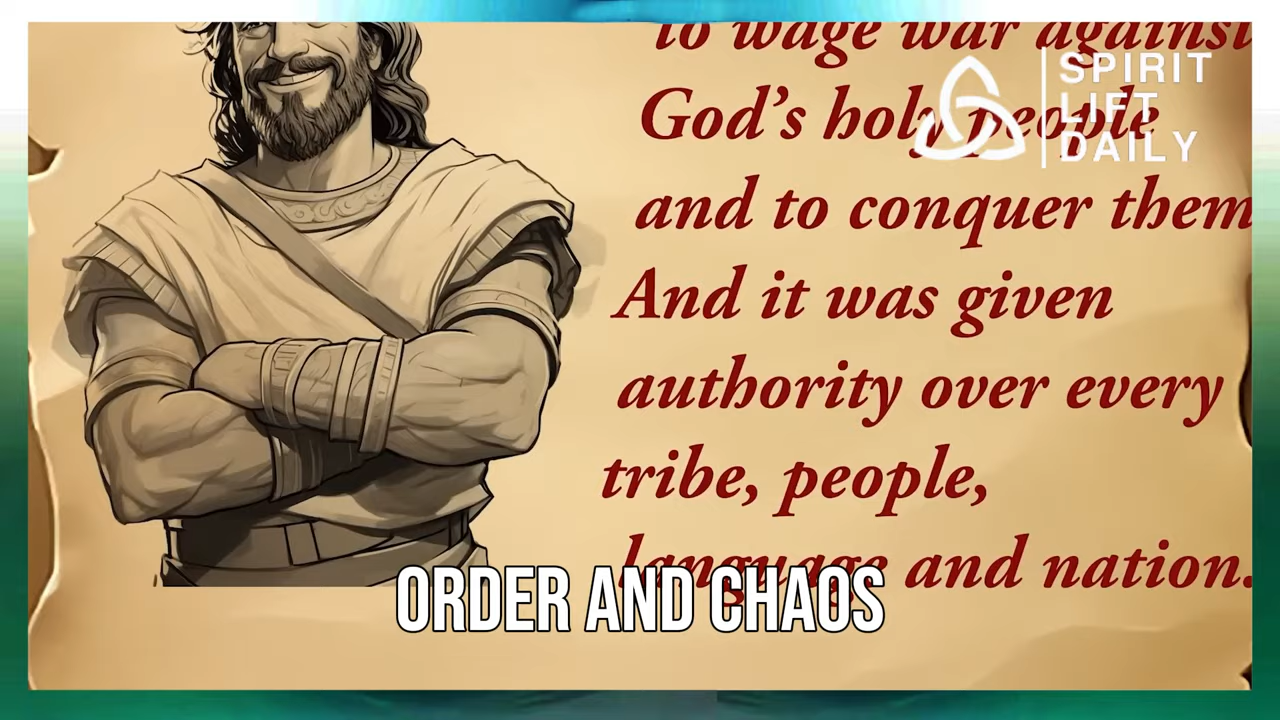 to wage war against
God's holy people
and to conquer them
And it was given
authority over every
tribe, people,
language and nation.
SPIRIT
LIFT
DAILY
ORDER AND CHAOS